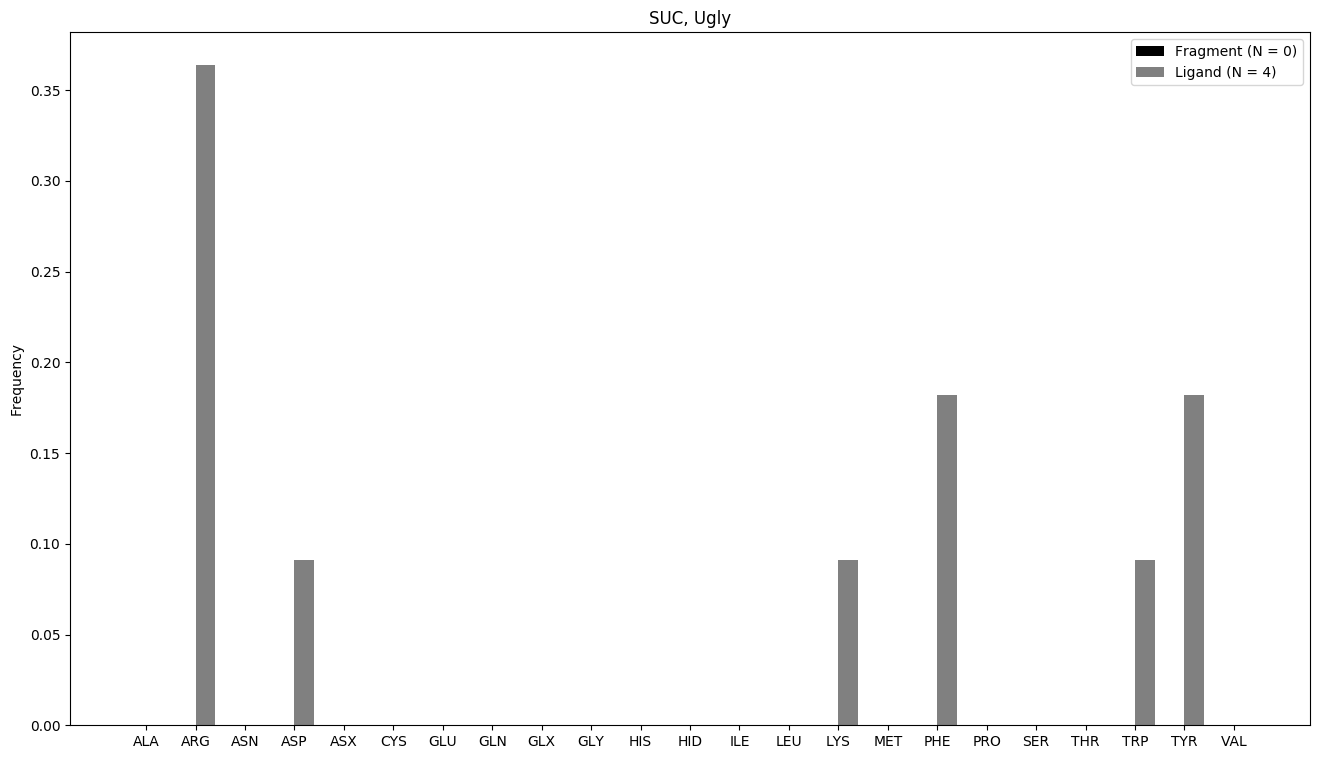 SUC, Ugly
Fragment (N = 0)
Ligand (N = 4)
Frequency
0.35
0.30
0.25
0.20
0.15
0.10
0.05
0.00
ALA ARG ASN ASP ASX CYS GLU GLN GLX GLY HIS HID ILE LEU LYS MET PHE PRO SER THR TRP TYR VAL